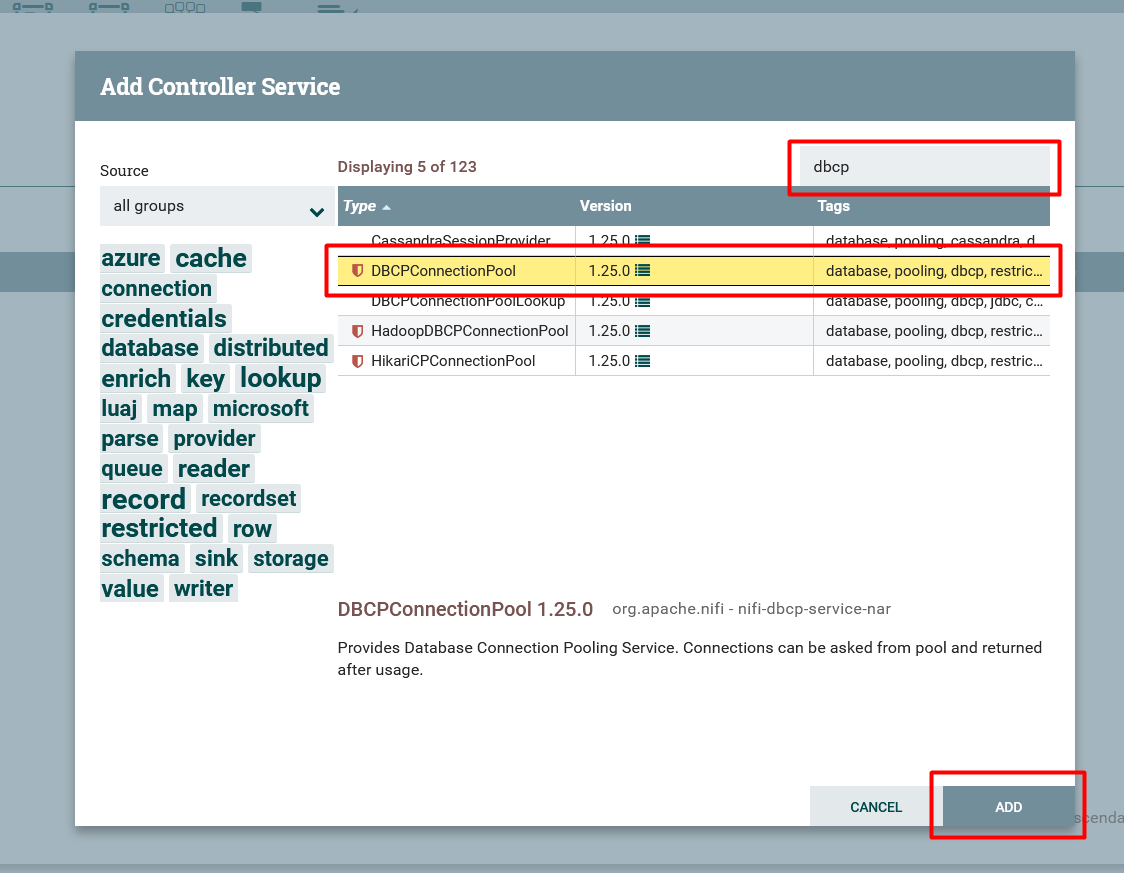 Add Controller Service
Source
all groups
Displaying 5 of 123
dbcp
Type Version Tags
CassandraSessionProvider 1.25.0 database, pooling, cassandra, d
DBCPConnectionPool 1.25.0 database, pooling, dbcp, restric...
DBCPConnectionPoolLookup 1.25.0 database, pooling, dbcp, jdbc, c...
HadoopDBCPConnectionPool 1.25.0 database, pooling, dbcp, restric...
HikariCPConnectionPool 1.25.0 database, pooling, dbcp, restric...
azure cache
connection
credentials
database distributed
enrich key lookup
luaj map microsoft
parse provider
queue reader
record recordset
restricted row
schema sink storage
value writer
DBCPConnectionPool 1.25.0 org.apache.nifi - nifi-dbcp-service-nar
Provides Database Connection Pooling Service. Connections can be asked from pool and returned
after usage.
CANCEL ADD
scenda